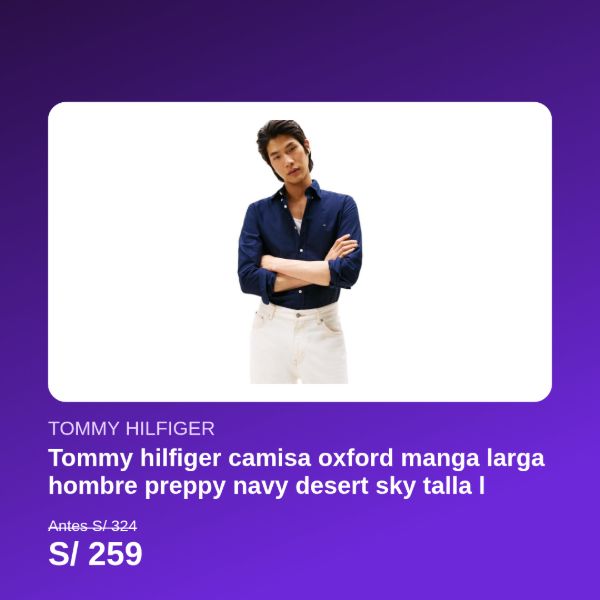 TOMMY HILFIGER
Tommy hilfiger camisa oxford manga larga
hombre preppy navy desert sky talla l
Antes S/ 324
S/ 259